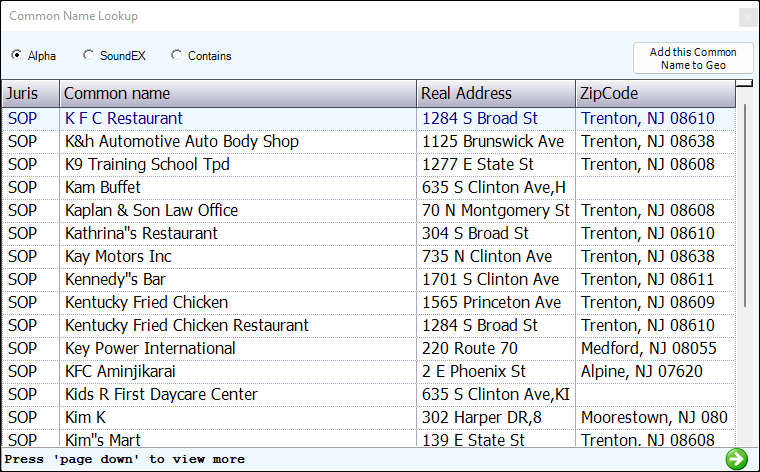 Common Name Lookup
Alpha SoundEX Contains Add this Common
Name to Geo
Juris Common name Real Address ZipCode
SOP K F C Restaurant 1284 S Broad St Trenton, NJ 08610
SOP K&h Automotive Auto Body Shop 1125 Brunswick Ave Trenton, NJ 08638
SOP K9 Training School Tpd 1277 E State St Trenton, NJ 08608
SOP Kam Buffet 635 S Clinton Ave,H
SOP Kaplan & Son Law Office 70 N Montgomery St Trenton, NJ 08608
SOP Kathrina"s Restaurant 304 S Broad St Trenton, NJ 08610
SOP Kay Motors Inc 735 N Clinton Ave Trenton, NJ 08638
SOP Kennedy"s Bar 1701 S Clinton Ave Trenton, NJ 08611
SOP Kentucky Fried Chicken 1565 Princeton Ave Trenton, NJ 08609
SOP Kentucky Fried Chicken Restaurant 1284 S Broad St Trenton, NJ 08610
SOP Key Power International 220 Route 70 Medford, NJ 08055
SOP KFC Aminjikarai 2 E Phoenix St Alpine, NJ 07620
SOP Kids R First Daycare Center 635 S Clinton Ave,KI
SOP Kim K 302 Harper DR,8 Moorestown, NJ 080
SOP Kim"s Mart 139 E State St Trenton, NJ 08608
Press 'page down' to view more